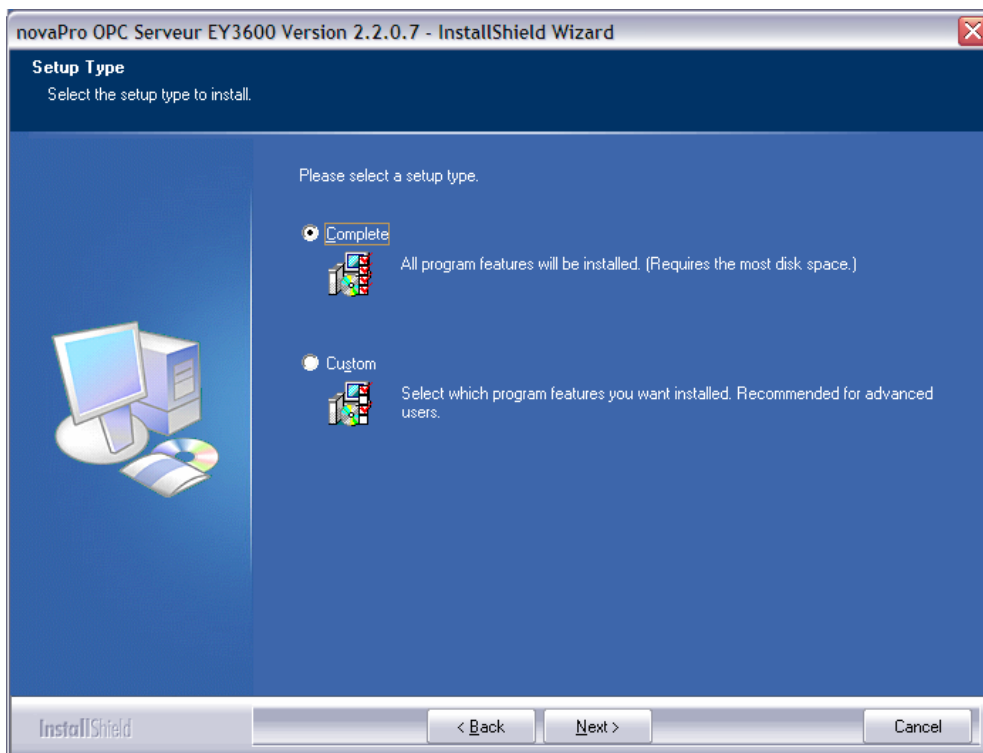 novaPro OPC Serveur EY3600 Version 2.2.0.7 - InstallShield Wizard
Setup Type
Select the setup type to install.
Please select a setup type.
Complete
All program features will be installed. (Requires the most disk space.)
Custom
Select which program features you want installed. Recommended for advanced
users.
InstallShield
< Back
Next >
Cancel